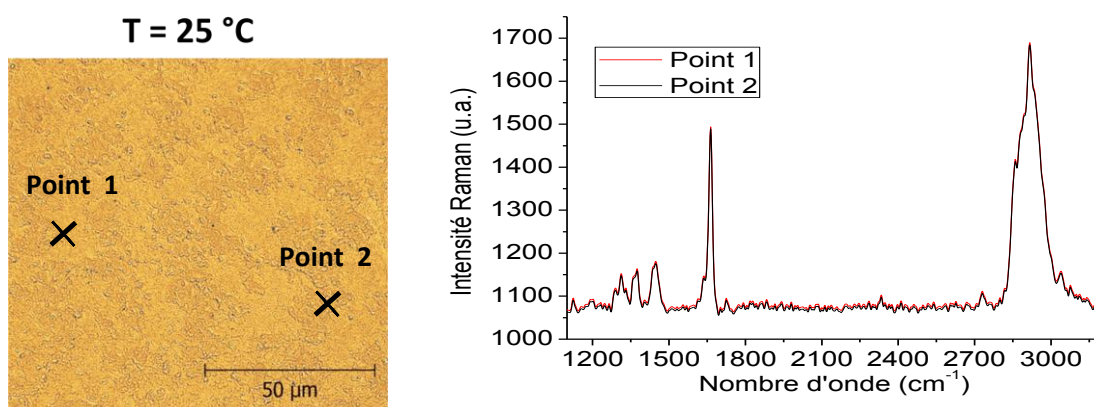 T = 25 °C
Point 1
Point 2
50 µm
Intensité Raman (u.a.)
1700
1600
1500
1400
1300
1200
1100
1000
Point 1
Point 2
1200 1500 1800 2100 2400 2700 3000
Nombre d'onde (cm⁻¹)